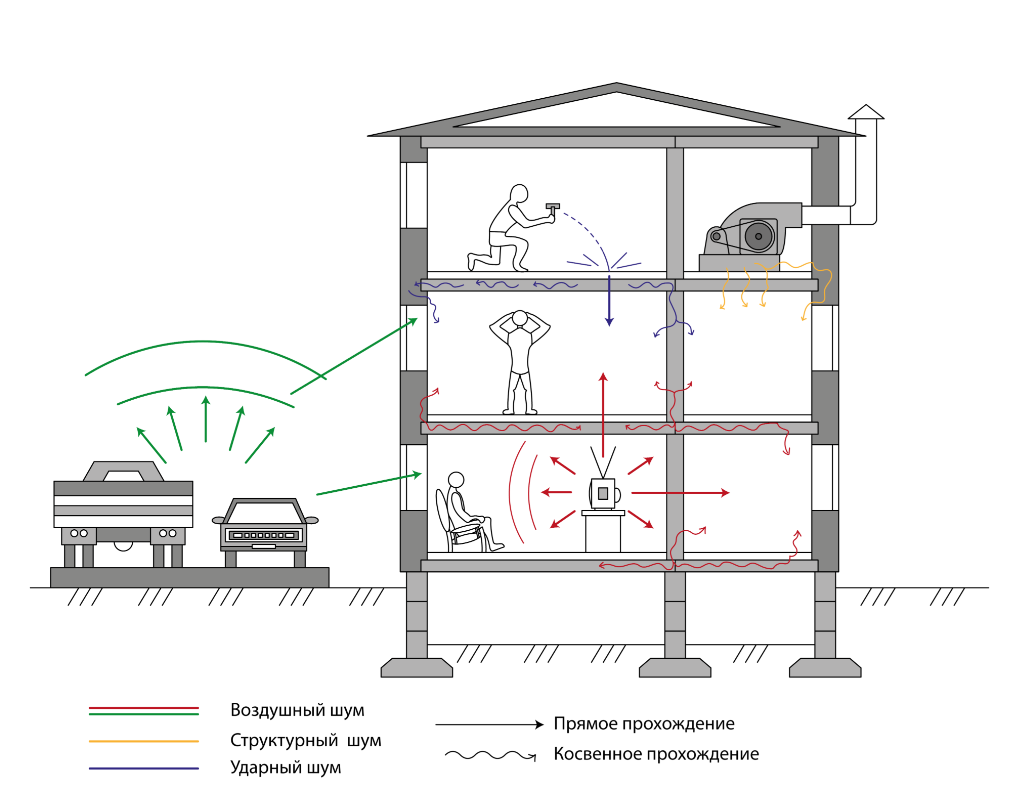 Воздушный шум
Структурный шум
Ударный шум
Прямое прохождение
Косвенное прохождение